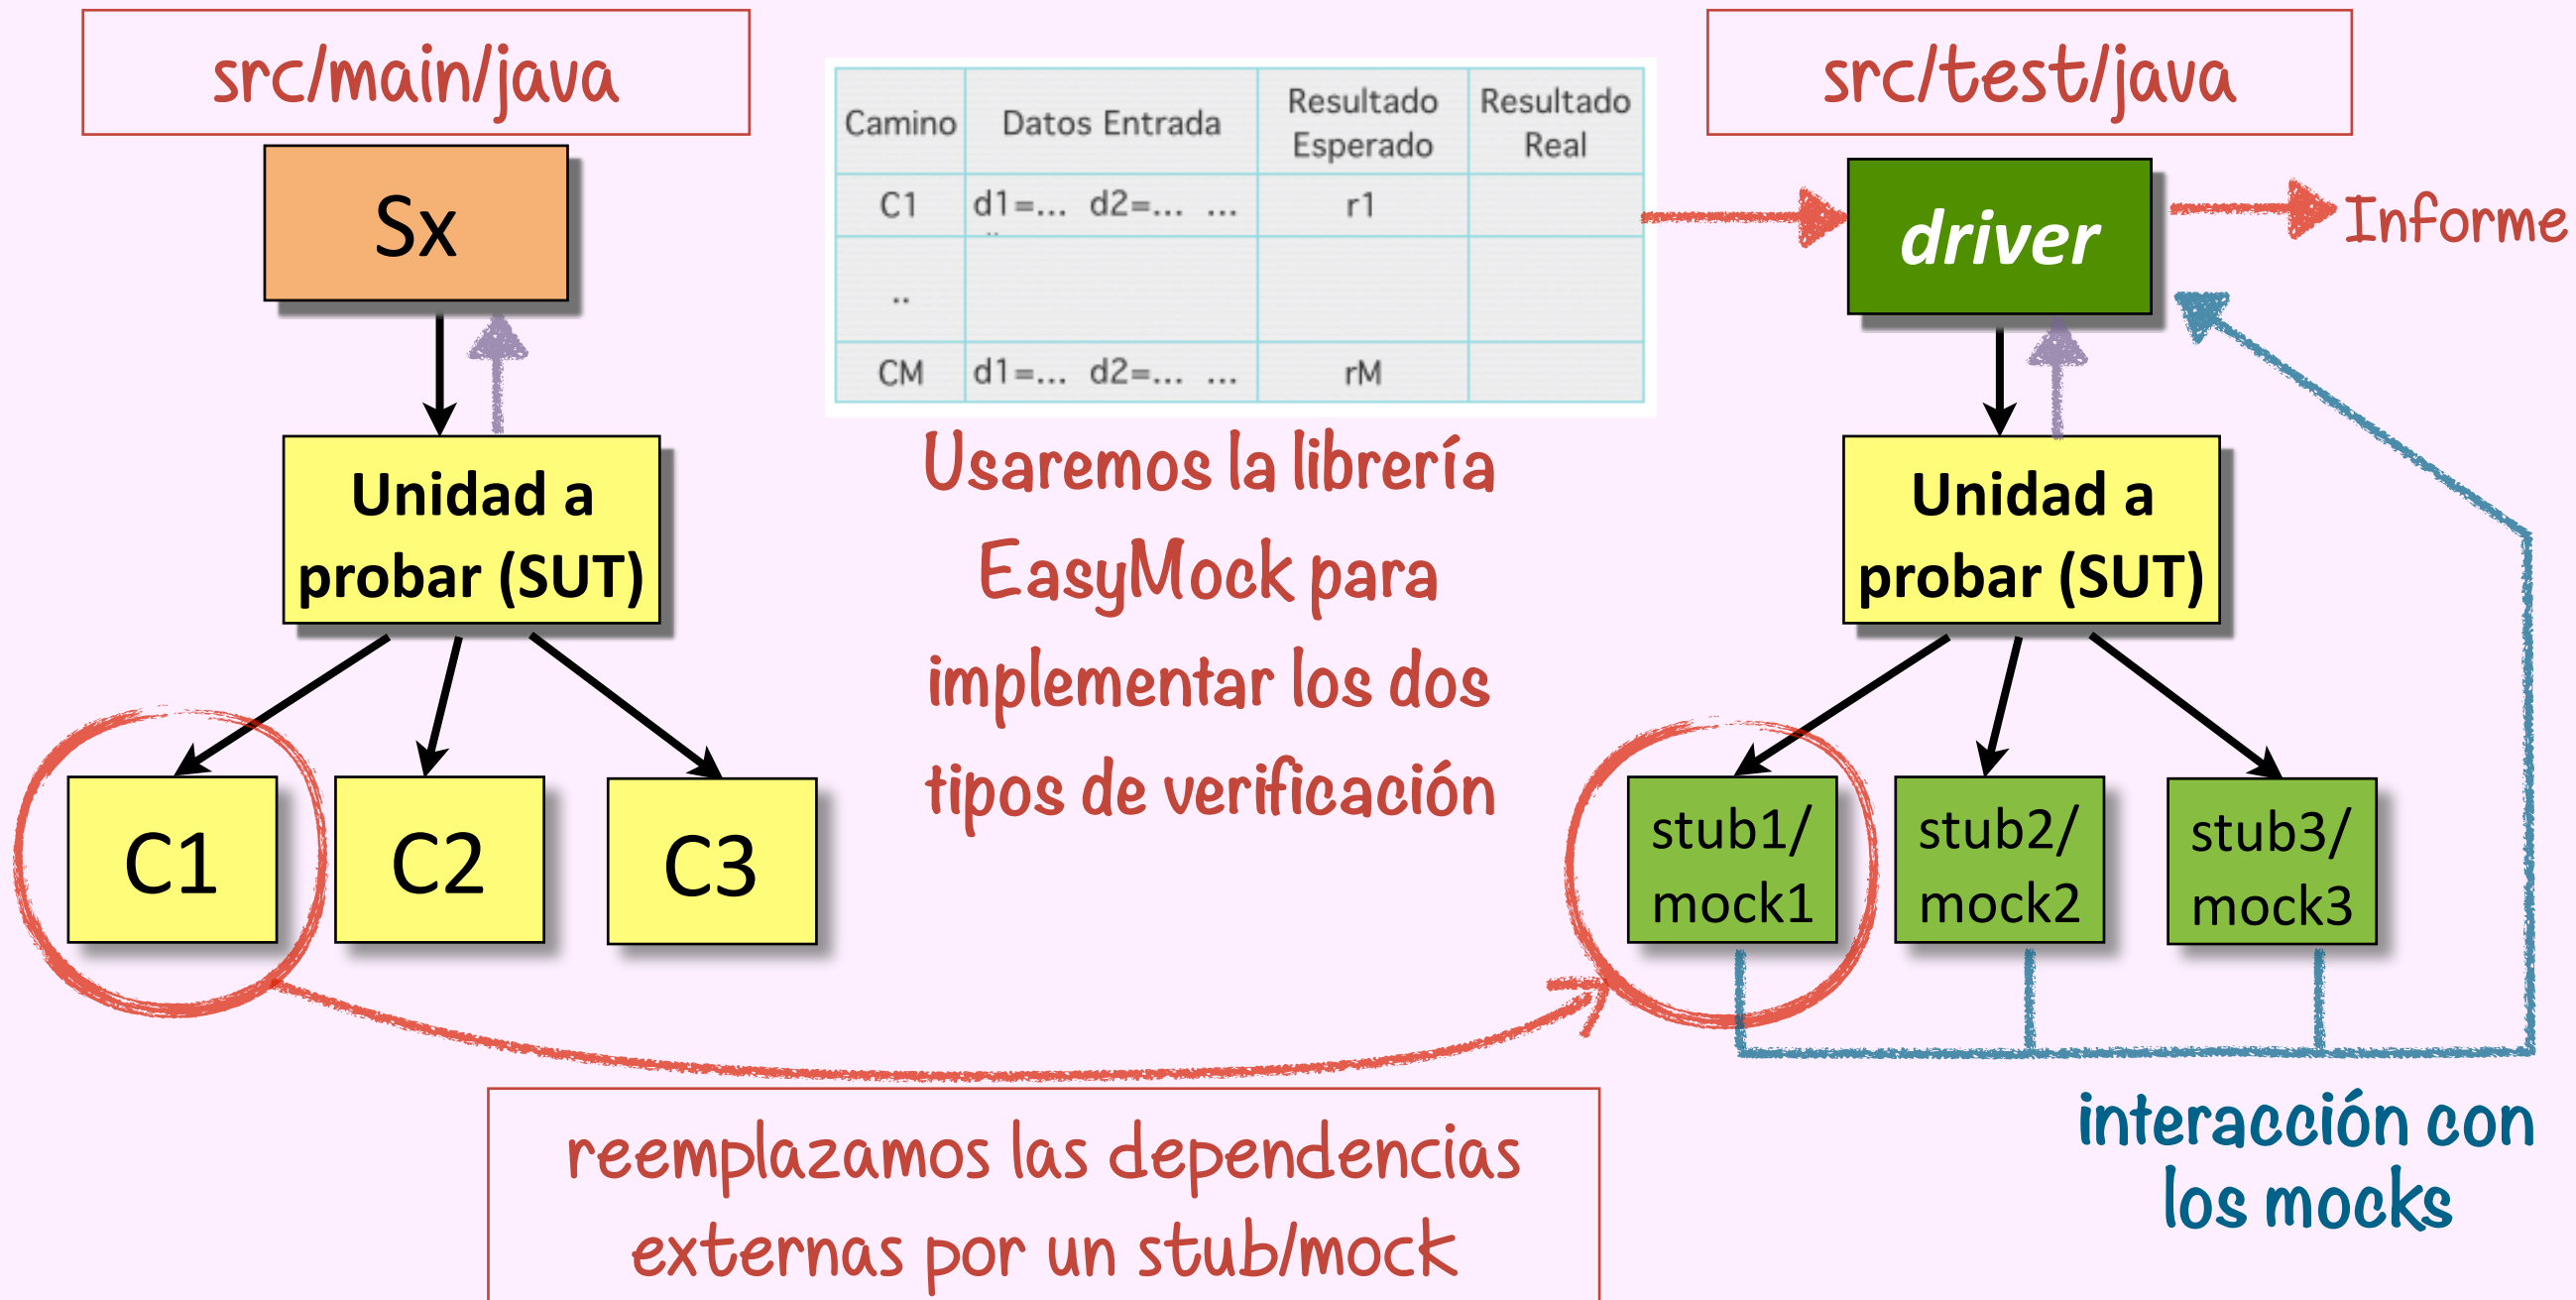 src/main/java
Sx
Unidad a
probar (SUT)
C1
C2
C3
Camino
Datos Entrada
Resultado
Esperado
Resultado
Real
C1
d1=... d2=... ...
r1
..
..
CM
d1=... d2=... ...
rM
Usaremos la librería
EasyMock para
implementar los dos
tipos de verificación
src/test/java
driver
Informe
Unidad a
probar (SUT)
stub1/
mock1
stub2/
mock2
stub3/
mock3
reemplazamos las dependencias
externas por un stub/mock
interacción con
los mocks